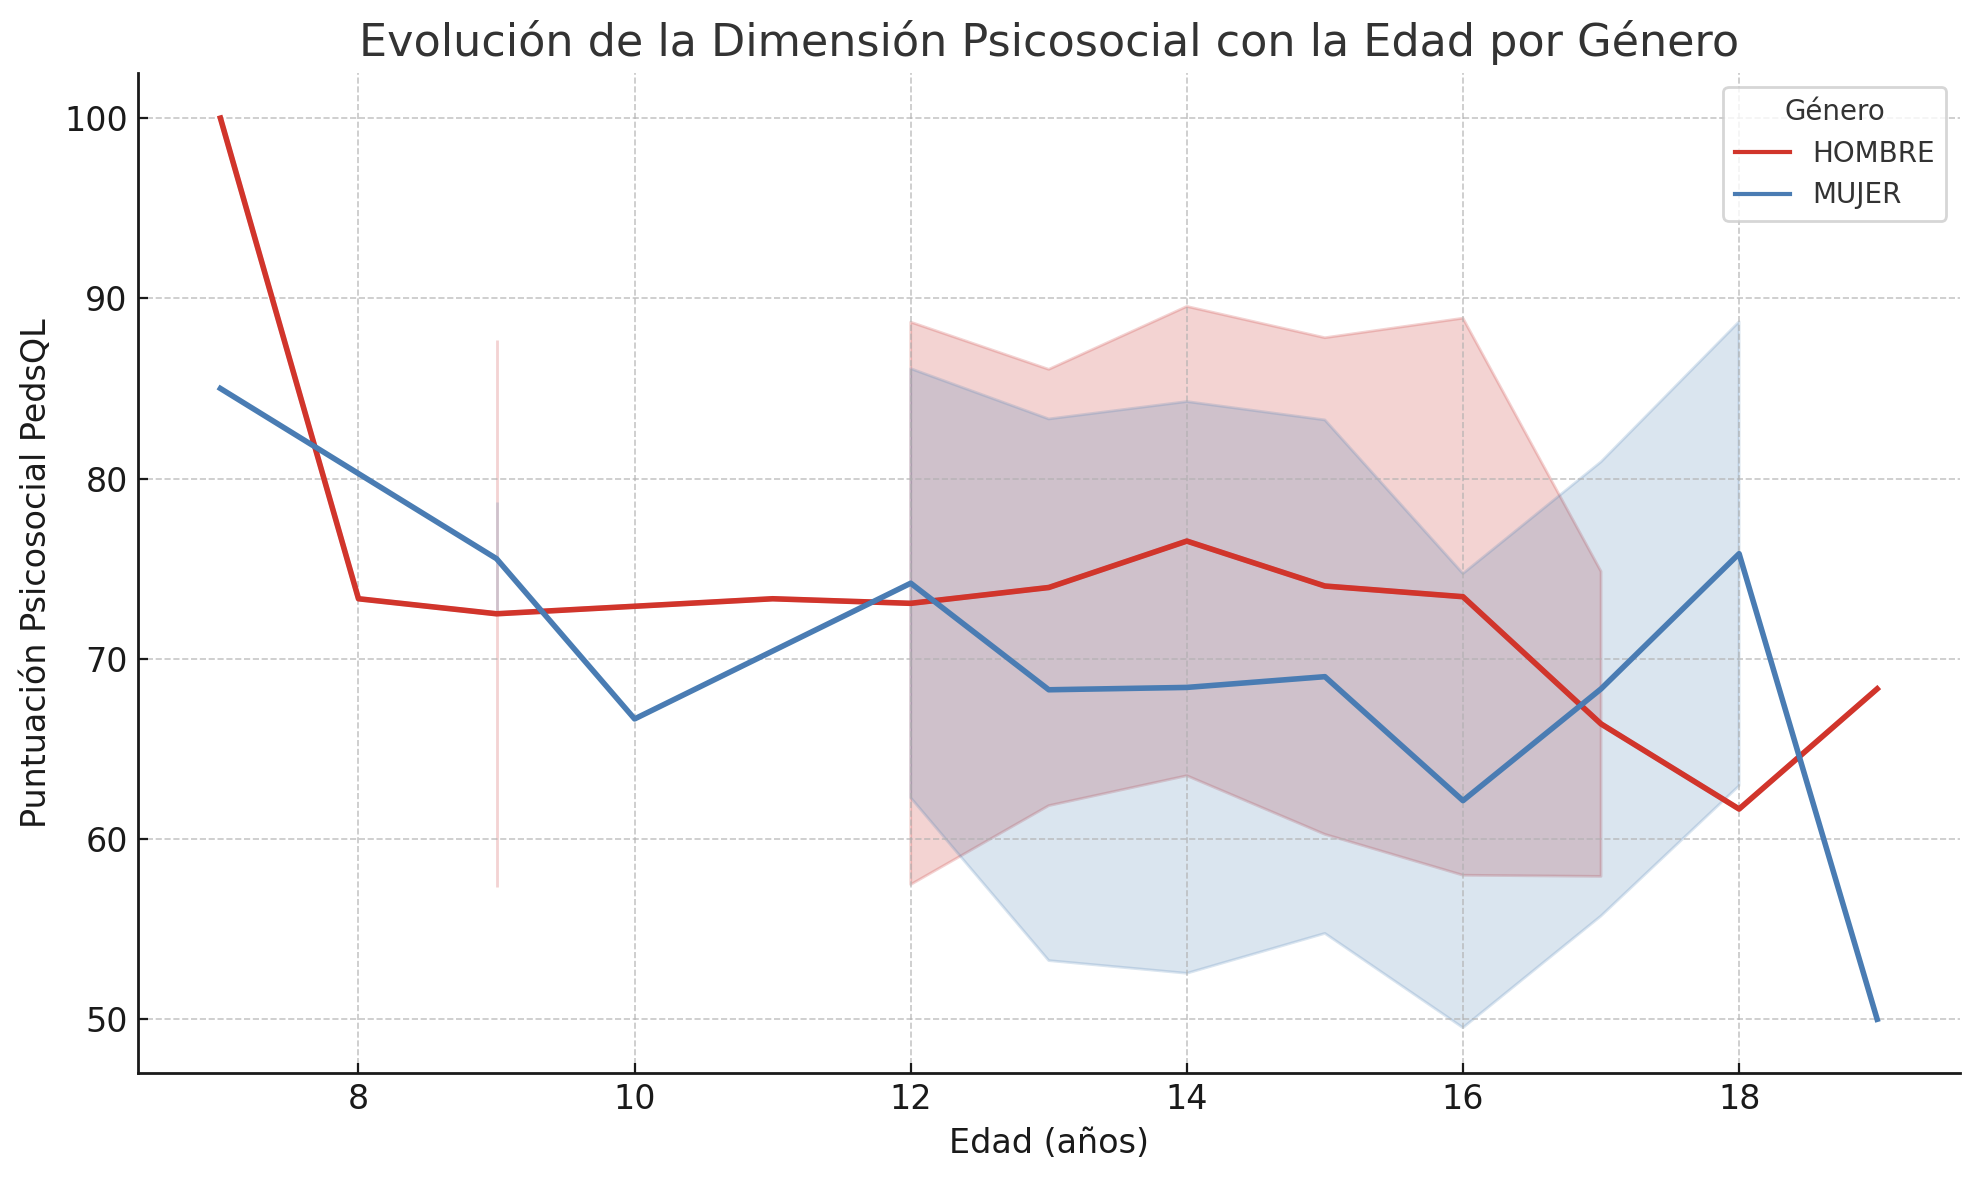 Evolución de la Dimensión Psicosocial con la Edad por Género
Género
HOMBRE
MUJER
Puntuación Psicosocial PedsQL
100
90
80
70
60
50
8
10
12
14
16
18
Edad (años)